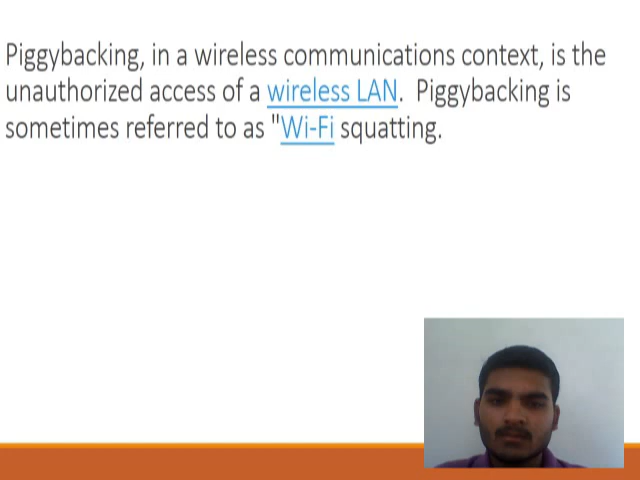 Piggybacking, in a wireless communications context, is the
unauthorized access of a wireless LAN.  Piggybacking is
sometimes referred to as "Wi-Fi squatting.